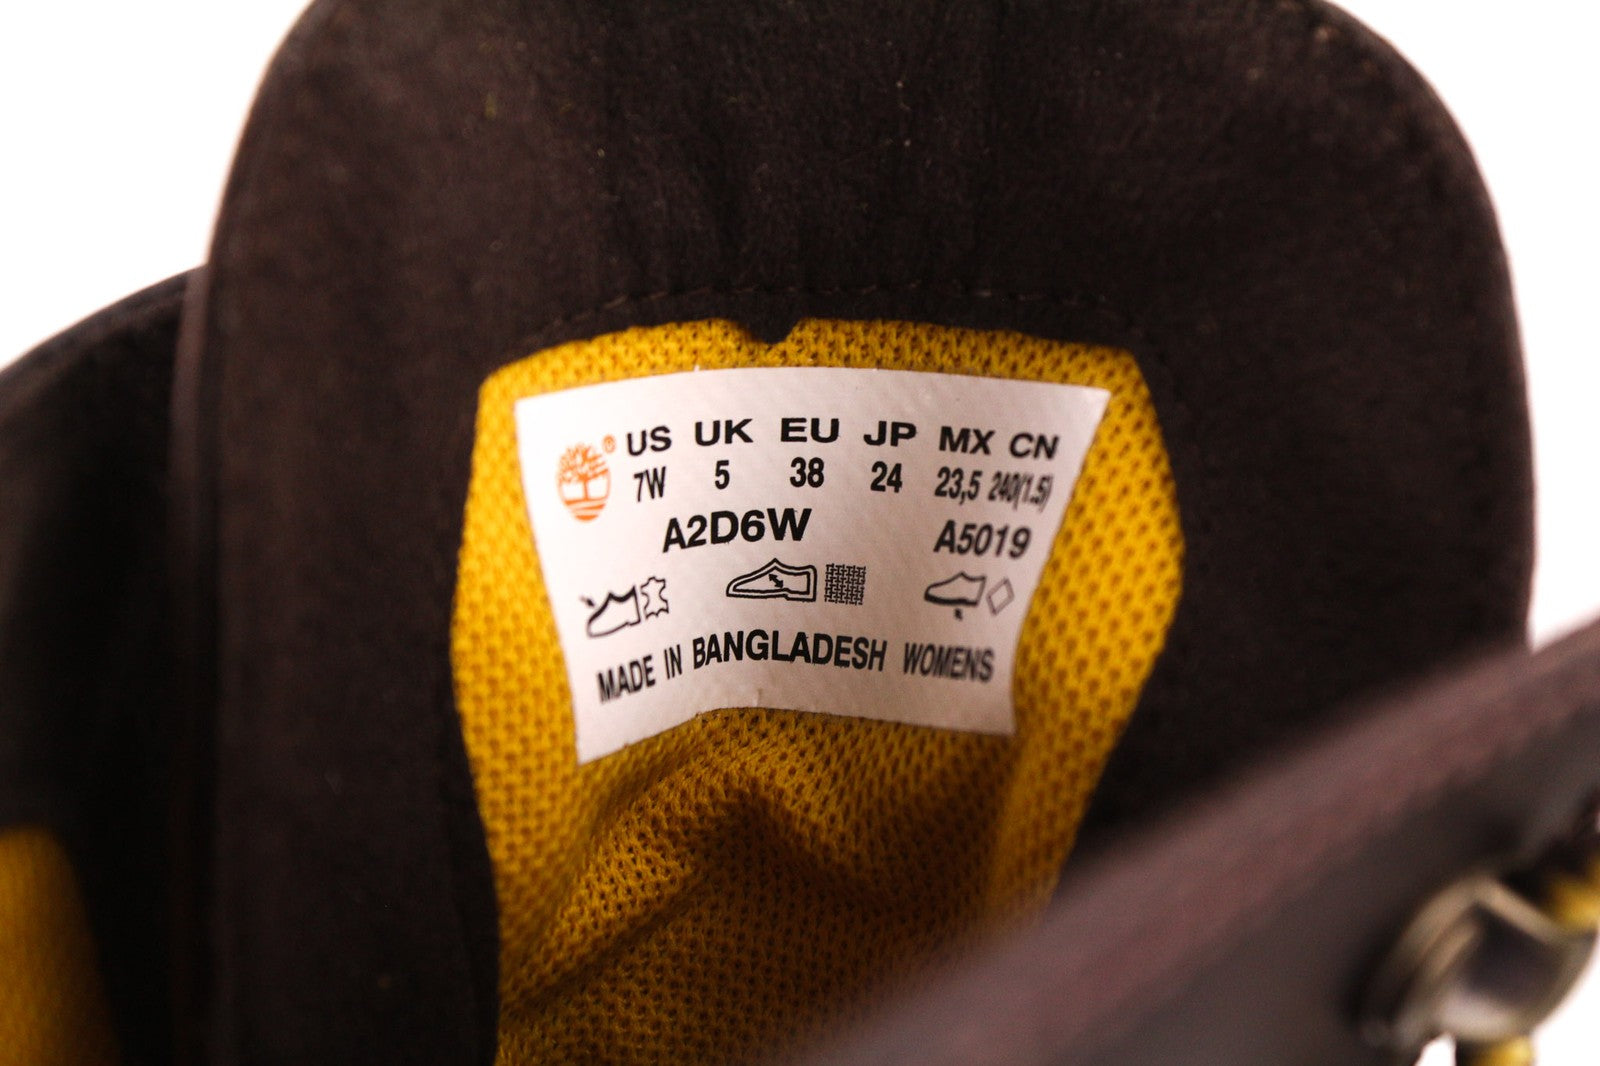 ® US UK EU JP MX CN
7W 5 38 24 23,5 240(1.5)
A2D6W A5019
MADE IN BANGLADESH WOMENS